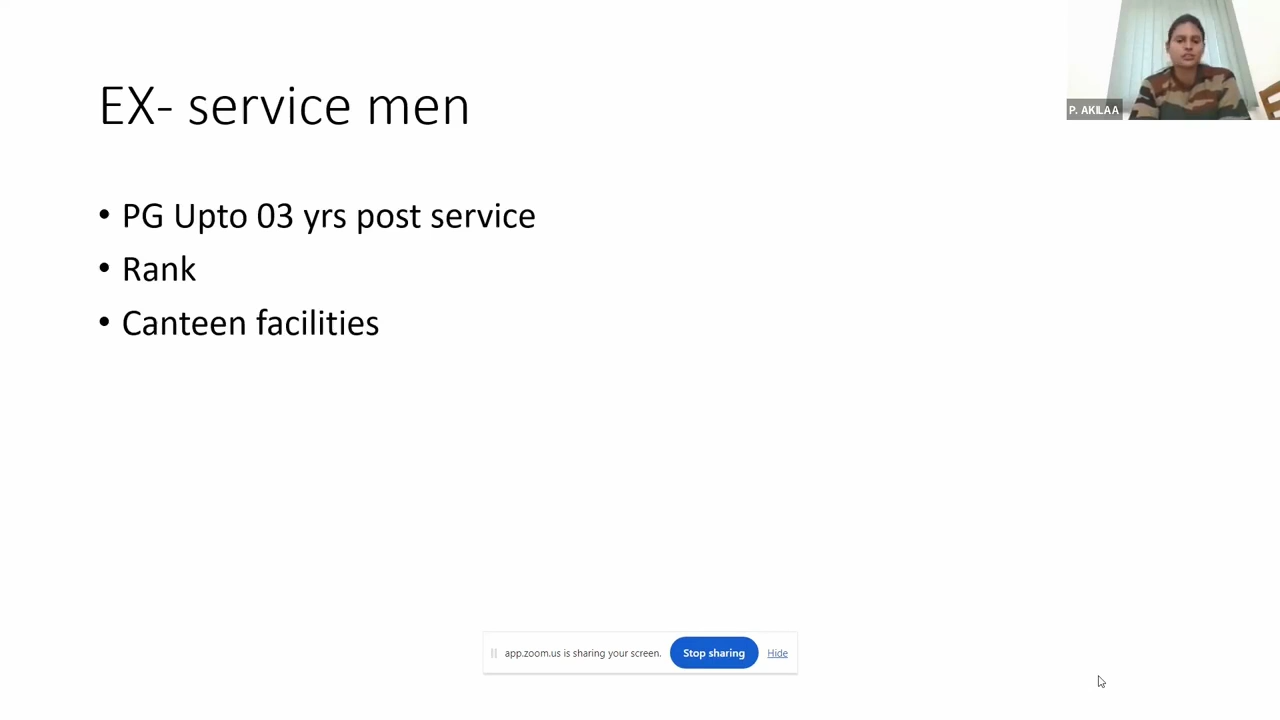 EX- service men
P. AKILAA
• PG Upto 03 yrs post service
• Rank
• Canteen facilities
app.zoom.us is sharing your screen. Stop sharing Hide